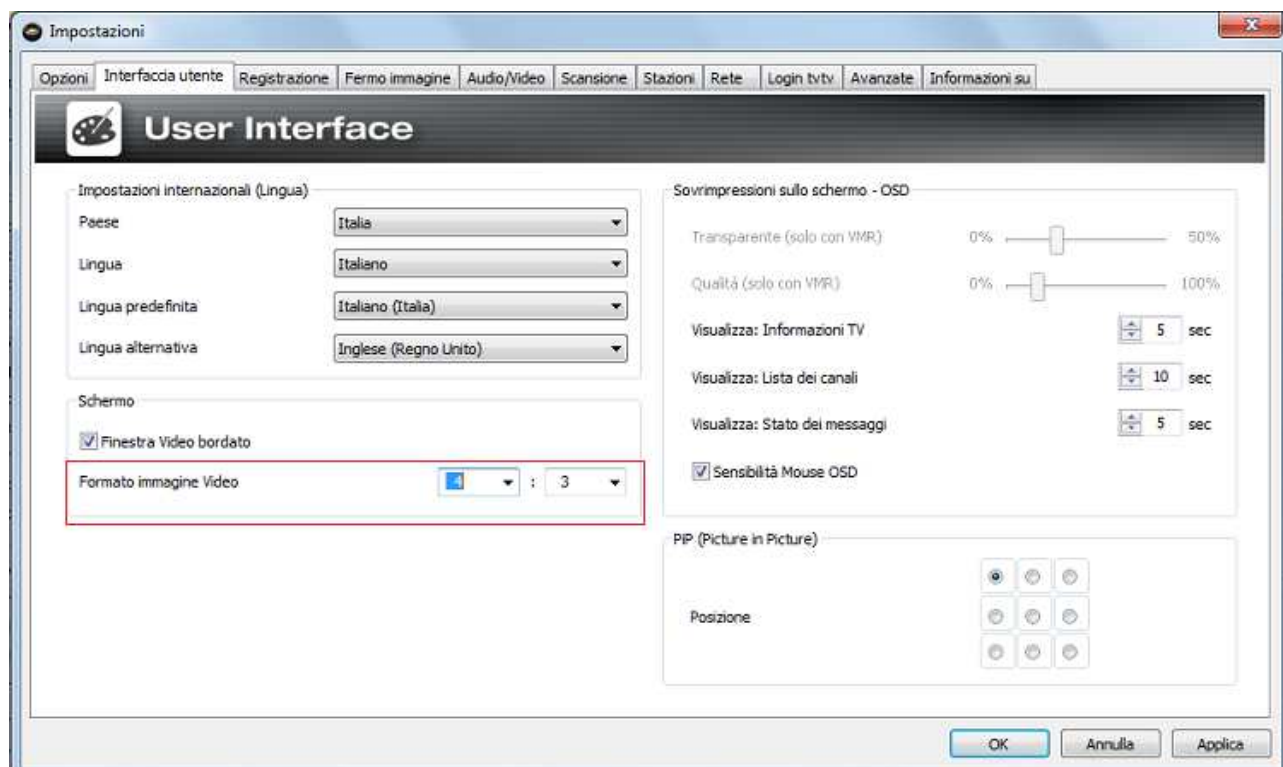 Impostazioni
Opzioni Interfaccia utente Registrazione Fermo immagine Audio/Video Scansione Stazioni Rete Login tvtv Avanzate Informazioni su
User Interface
Impostazioni internazionali (Lingua)
Paese Italia
Lingua Italiano
Lingua predefinita Italiano (Italia)
Lingua alternativa Inglese (Regno Unito)
Schermo
Finestra Video bordato
Formato immagine Video 4 : 3
Sovrimpressioni sullo schermo - OSD
Transparente (solo con VMR) 0% 50%
Qualità (solo con VMR) 0% 100%
Visualizza: Informazioni TV 5 sec
Visualizza: Lista dei canali 10 sec
Visualizza: Stato dei messaggi 5 sec
Sensibilità Mouse OSD
PiP (Picture in Picture)
Posizione
OK Annulla Applica